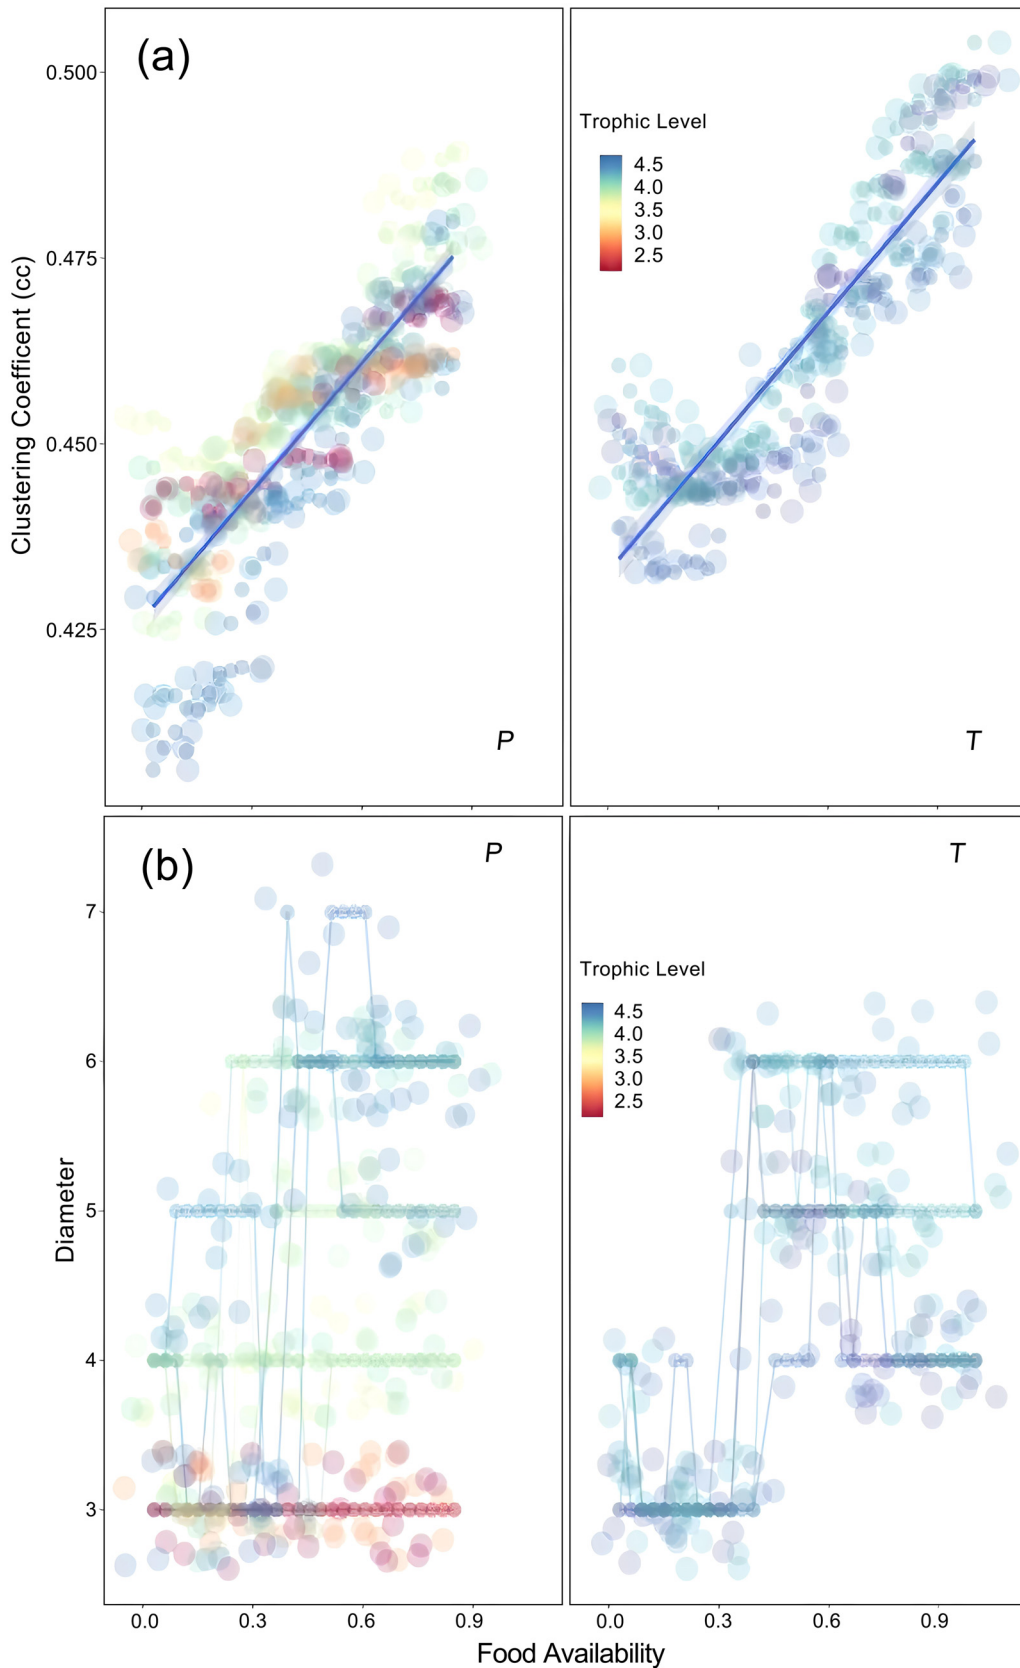 (a)
Trophic Level
4.5
4.0
3.5
3.0
2.5
0.500
0.475
0.450
0.425
Clustering Coefficent (cc)
P
T
(b)
P
T
Trophic Level
4.5
4.0
3.5
3.0
2.5
7
6
5
4
3
Diameter
0.0 0.3 0.6 0.9
0.0 0.3 0.6 0.9
Food Availability